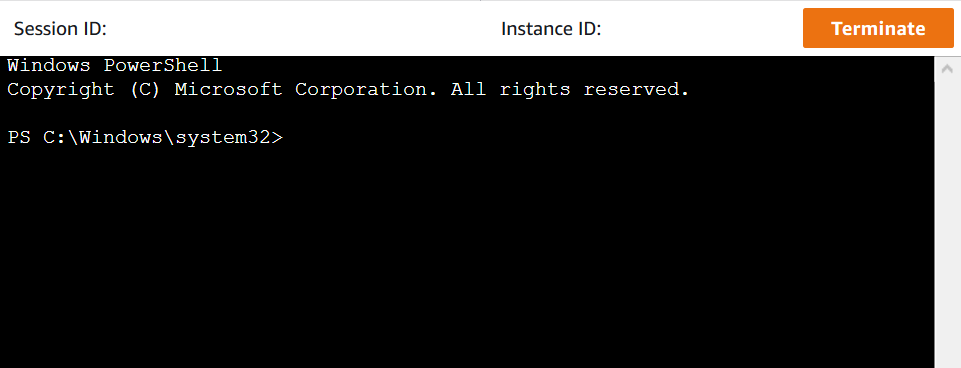 Session ID:
Instance ID:
Terminate
Windows PowerShell
Copyright (C) Microsoft Corporation. All rights reserved.
PS C:\Windows\system32>